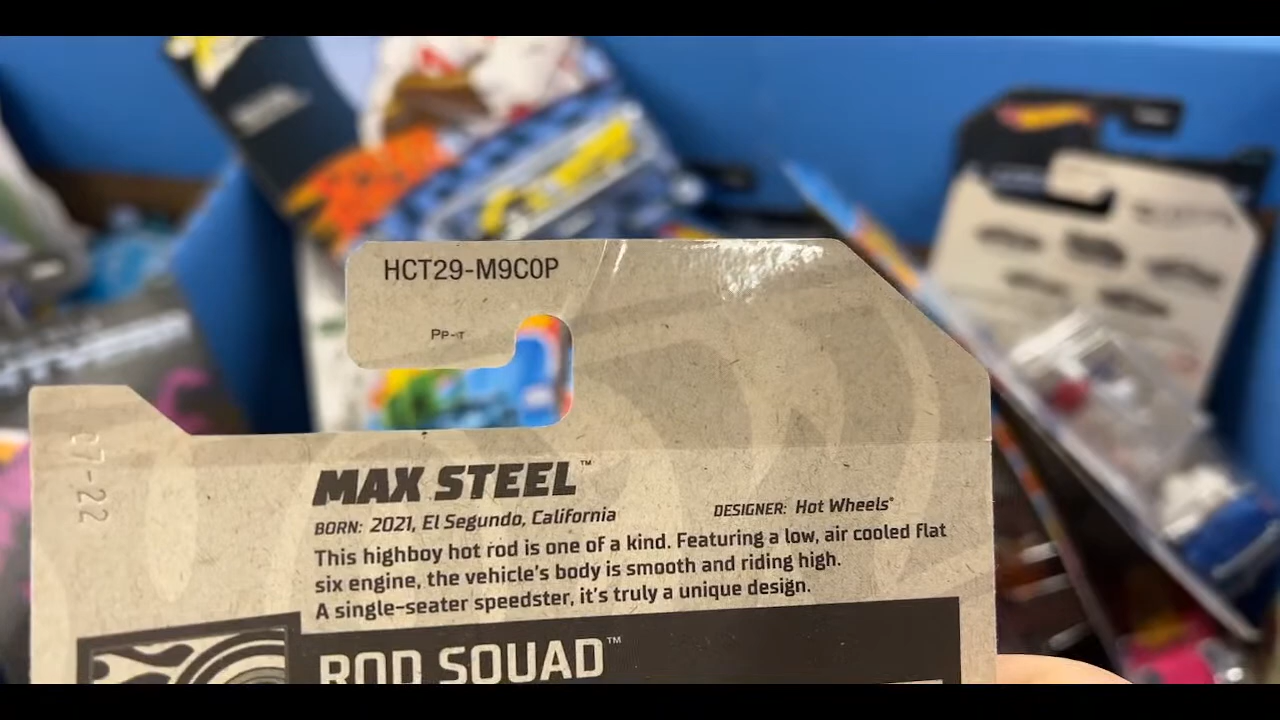 HCT29-M9C0P
07-22
MAX STEEL™
BORN: 2021, El Segundo, California
DESIGNER: Hot Wheels®
This highboy hot rod is one of a kind. Featuring a low, air cooled flat
six engine, the vehicle's body is smooth and riding high.
A single-seater speedster, it's truly a unique design.
ROD SQUAD™